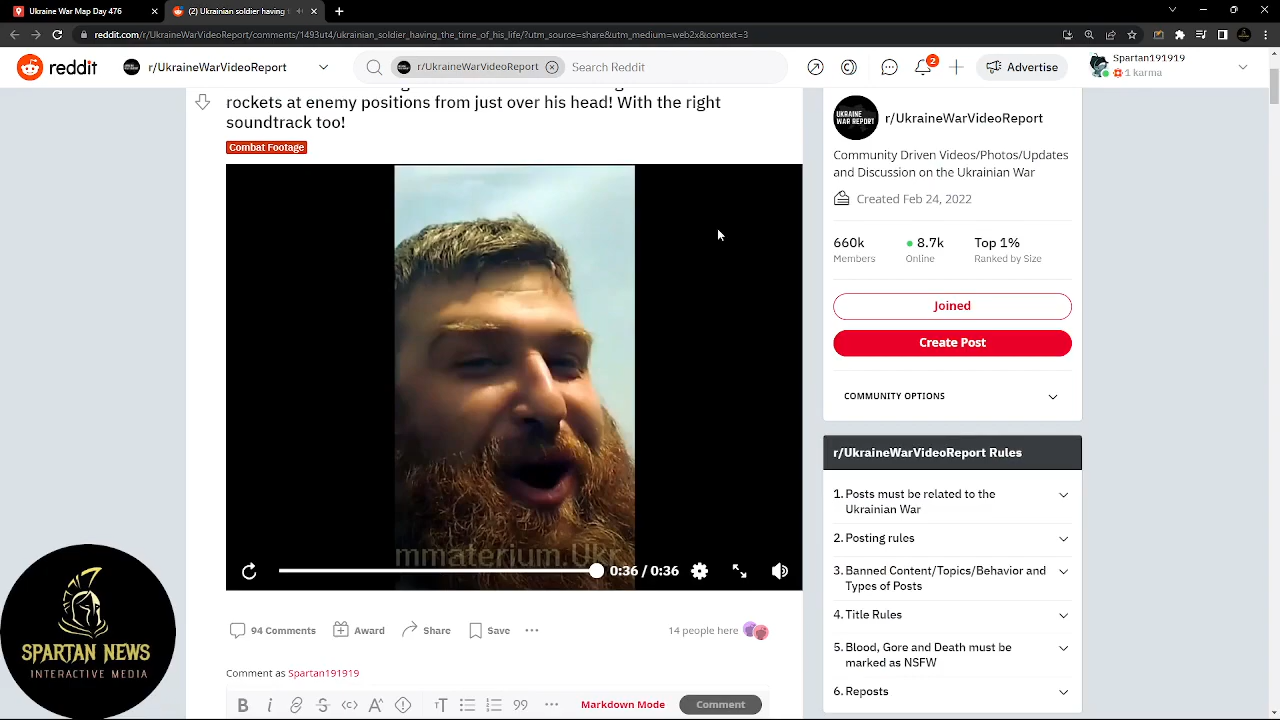 Ukraine War Map Day 476
(2) Ukrainian soldier having t
reddit.com/r/UkraineWarVideoReport/comments/1493ut4/ukrainian_soldier_having_the_time_of_his_life/?utm_source=share&utm_medium=web2x&context=3
reddit
r/UkraineWarVideoReport
r/UkraineWarVideoReport
Search Reddit
2
Advertise
Spartan191919
1 karma
rockets at enemy positions from just over his head! With the right
soundtrack too!
Combat Footage
mmaterium.Ukr
0:36 / 0:36
94 Comments
Award
Share
Save
14 people here
Comment as Spartan191919
Markdown Mode
Comment
UKRAINE
WAR REPORT
r/UkraineWarVideoReport
Community Driven Videos/Photos/Updates
and Discussion on the Ukrainian War
Created Feb 24, 2022
660k
Members
8.7k
Online
Top 1%
Ranked by Size
Joined
Create Post
COMMUNITY OPTIONS
r/UkraineWarVideoReport Rules
1. Posts must be related to the
Ukrainian War
2. Posting rules
3. Banned Content/Topics/Behavior and
Types of Posts
4. Title Rules
5. Blood, Gore and Death must be
marked as NSFW
6. Reposts
SPARTAN NEWS
INTERACTIVE MEDIA